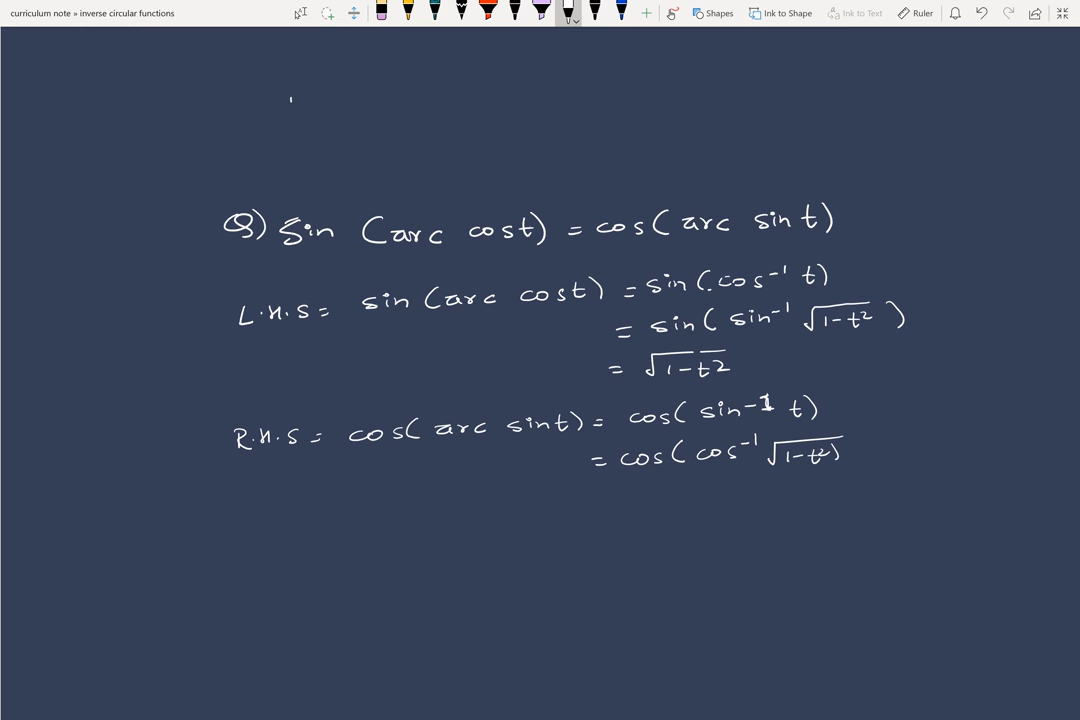 curriculum note » inverse circular functions
Shapes Ink to Shape Ink to Text Ruler
Q) Sin (arc cost) = cos(arc sint)
L.H.S = sin (arc cost) = sin (cos⁻¹ t)
= sin( sin⁻¹ √1-t² )
= √1-t²
R.H.S = cos( arc sint) = cos( sin-1 t)
= cos( cos⁻¹ √1-t²)